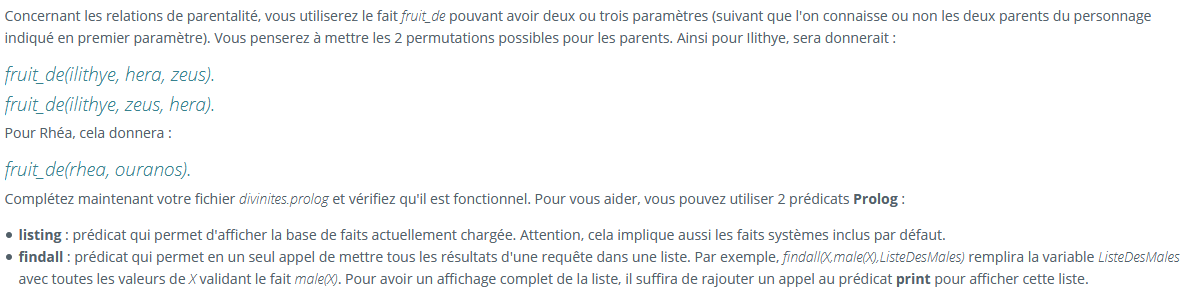 Concernant les relations de parentalité, vous utiliserez le fait fruit_de pouvant avoir deux ou trois paramètres (suivant que l'on connaisse ou non les deux parents du personnage
indiqué en premier paramètre). Vous penserez à mettre les 2 permutations possibles pour les parents. Ainsi pour Ilithye, sera donnerait :
fruit_de(ilithye, hera, zeus).
fruit_de(ilithye, zeus, hera).
Pour Rhéa, cela donnera :
fruit_de(rhea, ouranos).
Complétez maintenant votre fichier divinites.prolog et vérifiez qu'il est fonctionnel. Pour vous aider, vous pouvez utiliser 2 prédicats Prolog :
• listing : prédicat qui permet d'afficher la base de faits actuellement chargée. Attention, cela implique aussi les faits systèmes inclus par défaut.
• findall : prédicat qui permet en un seul appel de mettre tous les résultats d'une requête dans une liste. Par exemple, findall(X,male(X),ListeDesMales) remplira la variable ListeDesMales
avec toutes les valeurs de X validant le fait male(X). Pour avoir un affichage complet de la liste, il suffira de rajouter un appel au prédicat print pour afficher cette liste.